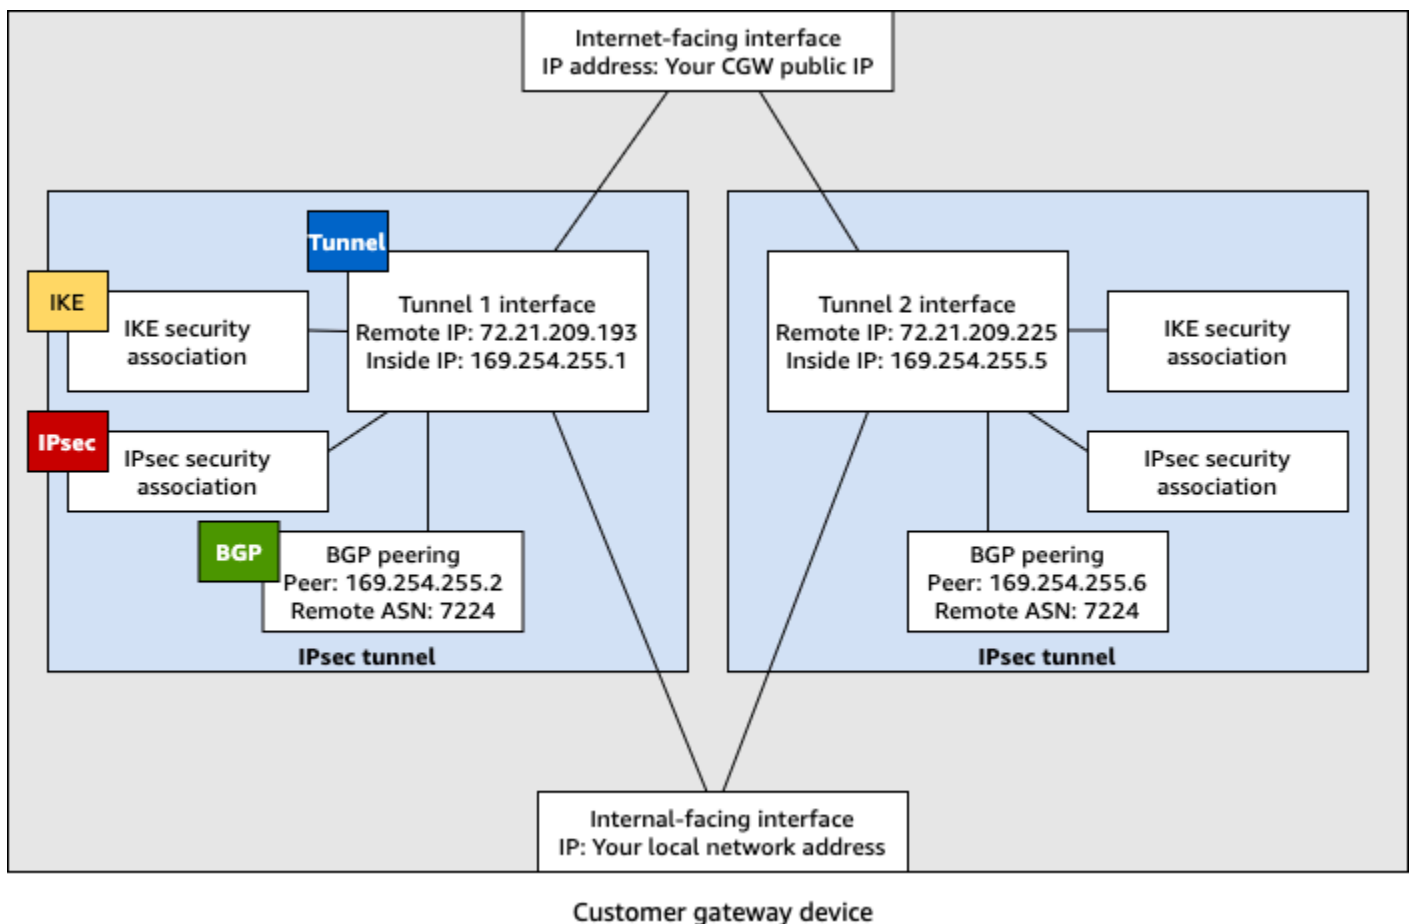 Internet-facing interface
IP address: Your CGW public IP
Tunnel
Tunnel 1 interface
Remote IP: 72.21.209.193
Inside IP: 169.254.255.1
IKE
IKE security
association
IPsec
IPsec security
association
BGP
BGP peering
Peer: 169.254.255.2
Remote ASN: 7224
IPsec tunnel
Tunnel 2 interface
Remote IP: 72.21.209.225
Inside IP: 169.254.255.5
IKE security
association
IPsec security
association
BGP peering
Peer: 169.254.255.6
Remote ASN: 7224
IPsec tunnel
Internal-facing interface
IP: Your local network address
Customer gateway device